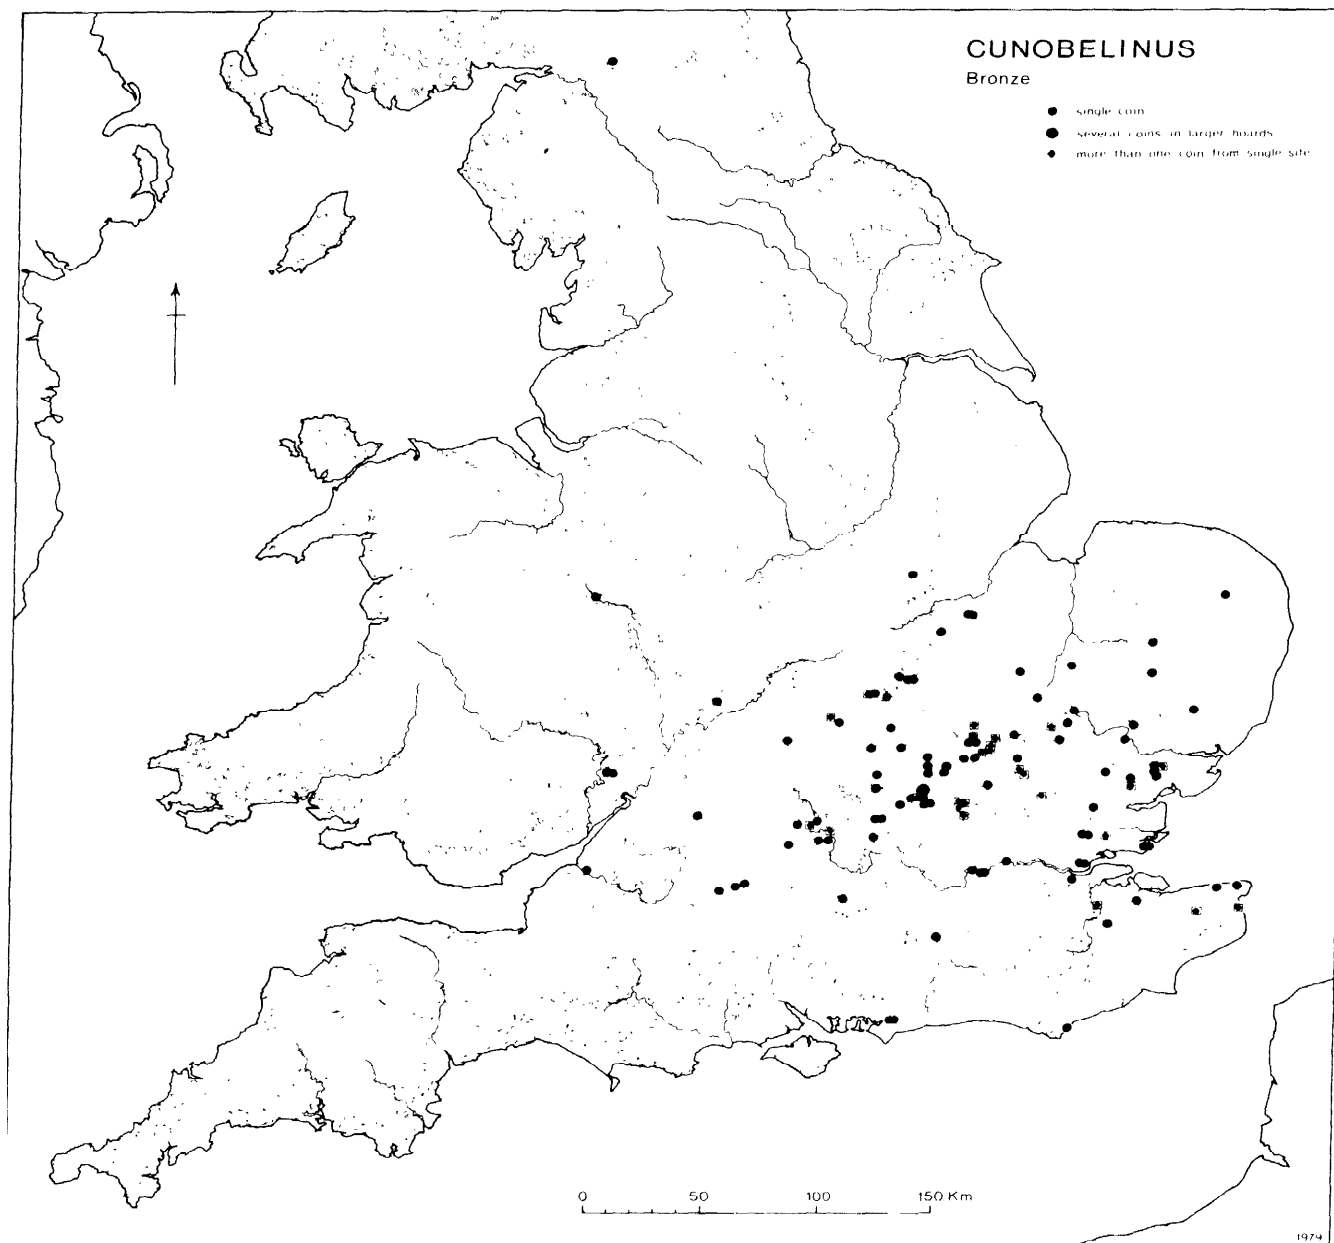 CUNOBELINUS
Bronze
single coin
several coins in larger hoards
more than one coin from single site
0 50 100 150 Km
1979